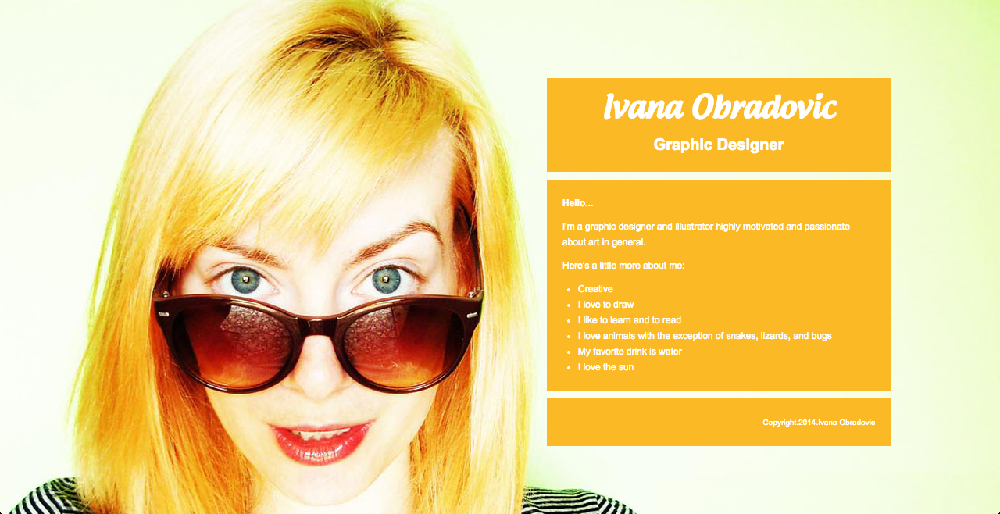 Ivana Obradovic
Graphic Designer
Hello...
I'm a graphic designer and illustrator highly motivated and passionate
about art in general.
Here's a little more about me:
• Creative
• I love to draw
• I like to learn and to read
• I love animals with the exception of snakes, lizards, and bugs
• My favorite drink is water
• I love the sun
Copyright.2014.Ivana Obradovic